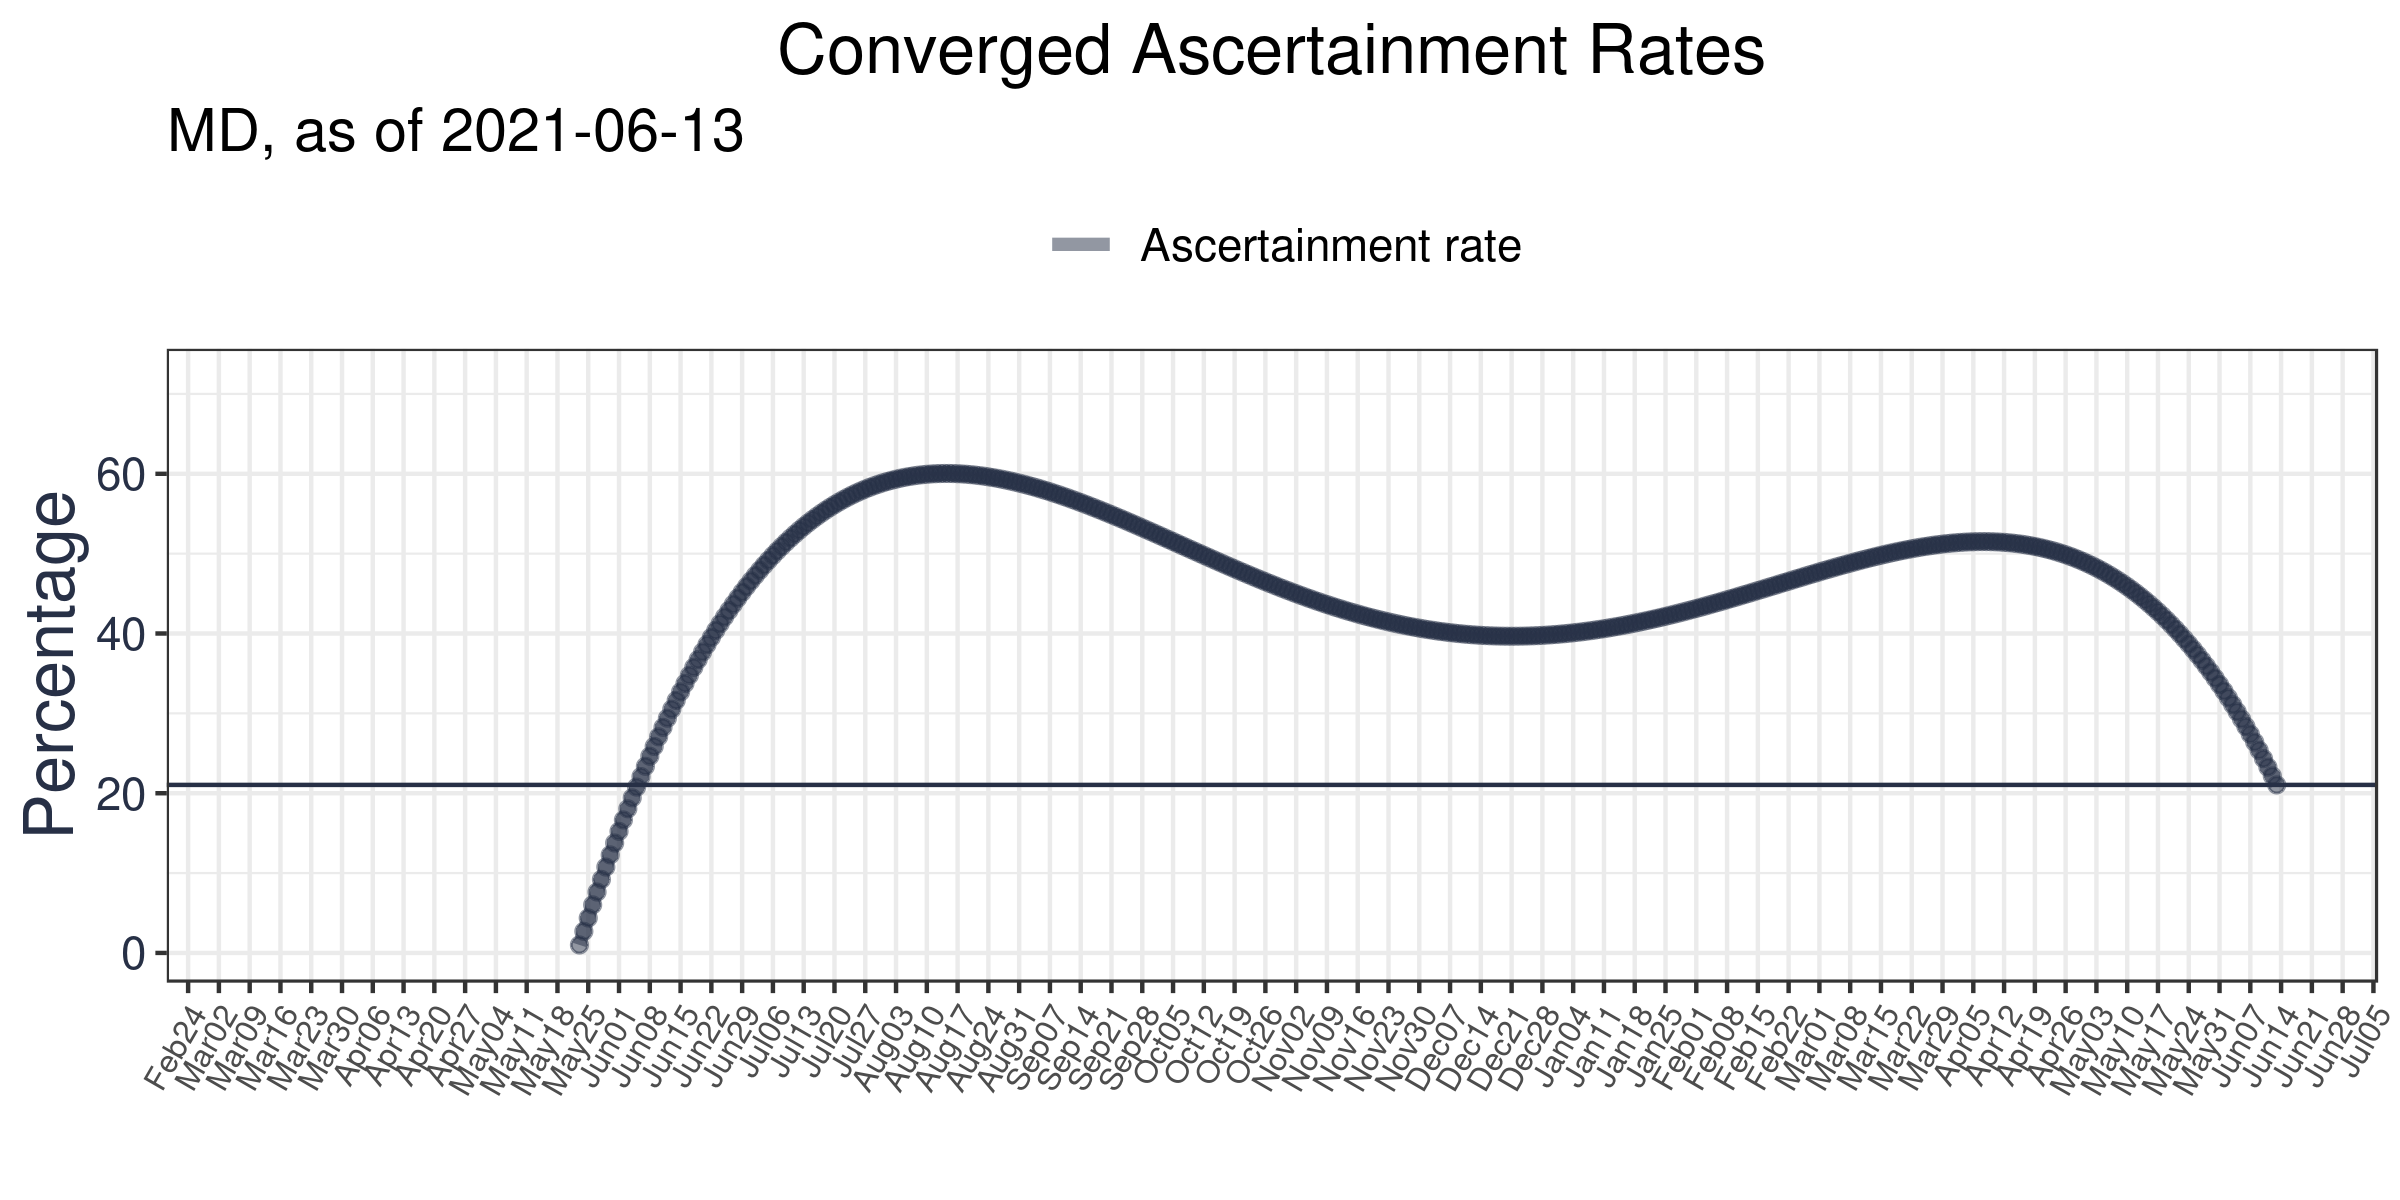 Converged Ascertainment Rates
MD, as of 2021-06-13
Ascertainment rate
Percentage
60
40
20
0
Feb24 Mar02 Mar09 Mar16 Mar23 Mar30 Apr06 Apr13 Apr20 Apr27 May04 May11 May18 May25 Jun01 Jun08 Jun15 Jun22 Jun29 Jul06 Jul13 Jul20 Jul27 Aug03 Aug10 Aug17 Aug24 Aug31 Sep07 Sep14 Sep21 Sep28 Oct05 Oct12 Oct19 Oct26 Nov02 Nov09 Nov16 Nov23 Nov30 Dec07 Dec14 Dec21 Dec28 Jan04 Jan11 Jan18 Jan25 Feb01 Feb08 Feb15 Feb22 Mar01 Mar08 Mar15 Mar22 Mar29 Apr05 Apr12 Apr19 Apr26 May03 May10 May17 May24 May31 Jun07 Jun14 Jun21 Jun28 Jul05